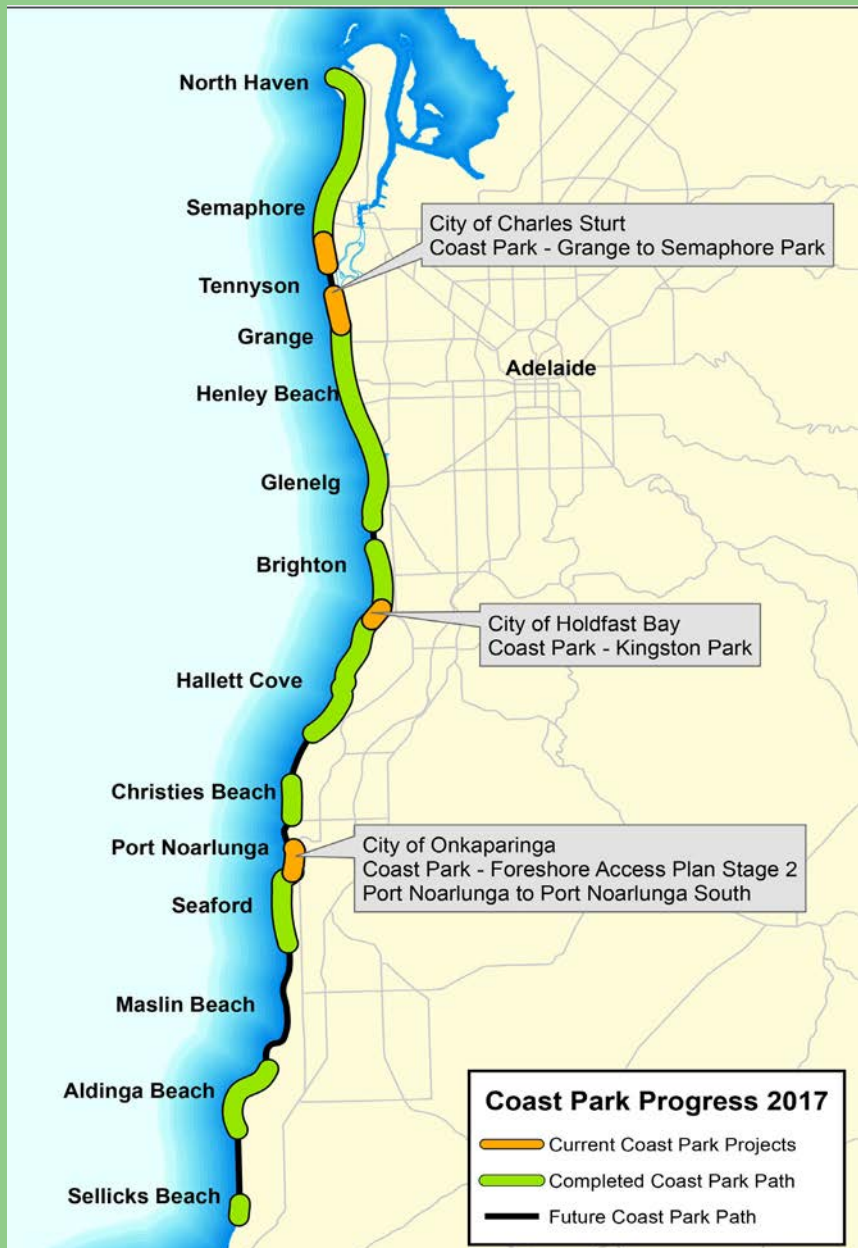 North Haven
Semaphore
City of Charles Sturt
Coast Park - Grange to Semaphore Park
Tennyson
Grange
Adelaide
Henley Beach
Glenelg
Brighton
City of Holdfast Bay
Coast Park - Kingston Park
Hallett Cove
Christies Beach
Port Noarlunga
City of Onkaparinga
Coast Park - Foreshore Access Plan Stage 2
Port Noarlunga to Port Noarlunga South
Seaford
Maslin Beach
Aldinga Beach
Sellicks Beach
Coast Park Progress 2017
Current Coast Park Projects
Completed Coast Park Path
Future Coast Park Path